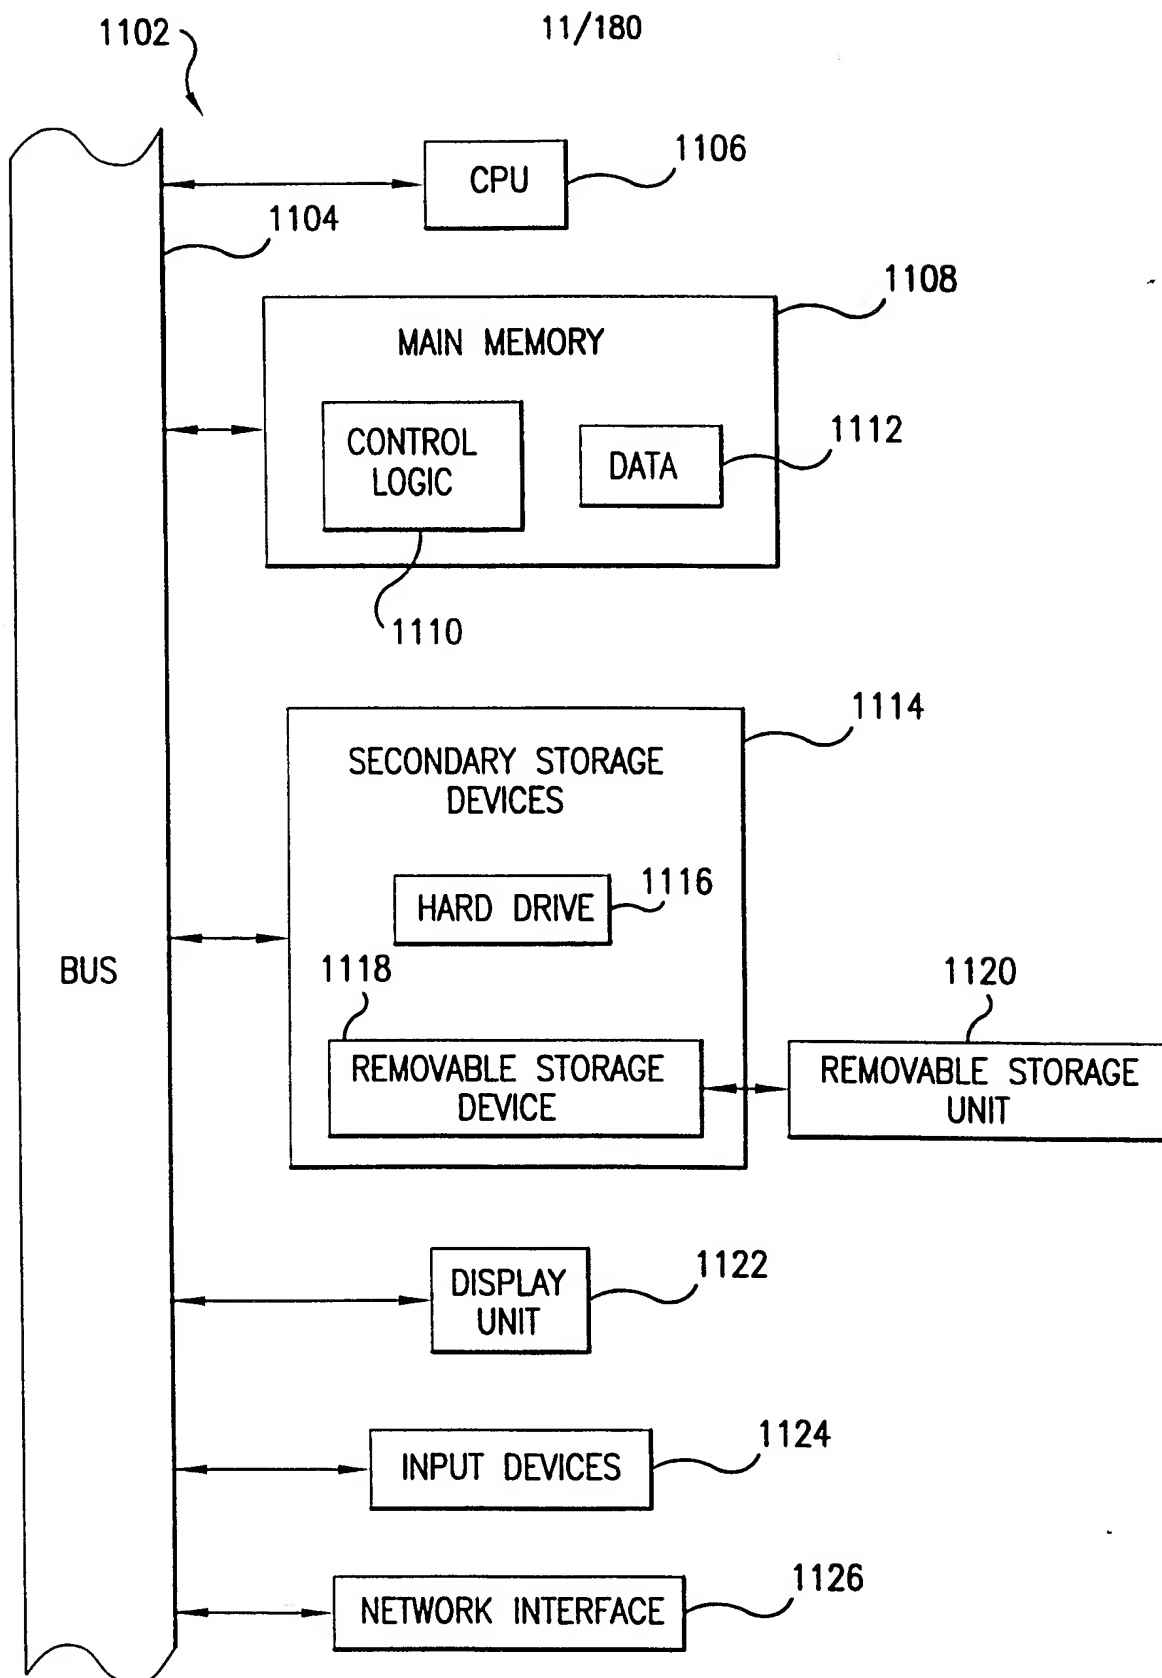 11/180
1102
CPU
1106
1104
1108
MAIN MEMORY
CONTROL
LOGIC
DATA
1112
1110
1114
SECONDARY STORAGE
DEVICES
HARD DRIVE
1116
BUS
1118
1120
REMOVABLE STORAGE
DEVICE
REMOVABLE STORAGE
UNIT
DISPLAY
UNIT
1122
INPUT DEVICES
1124
NETWORK INTERFACE
1126